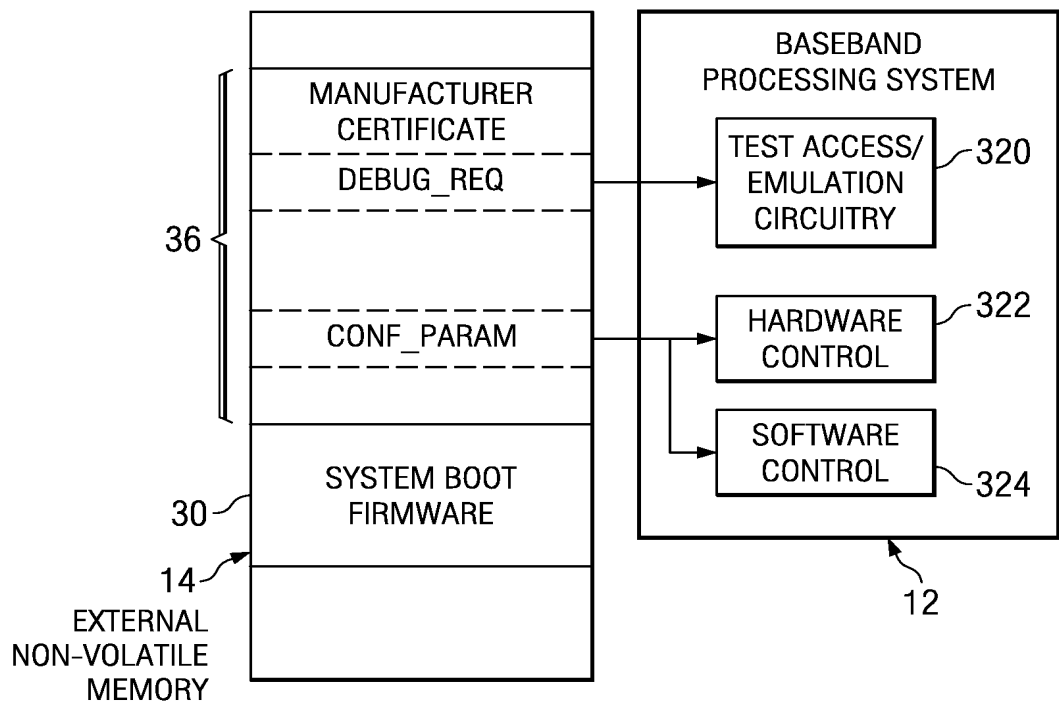 BASEBAND
PROCESSING SYSTEM
MANUFACTURER
CERTIFICATE
DEBUG_REQ
TEST ACCESS/
EMULATION
CIRCUITRY
320
36
CONF_PARAM
HARDWARE
CONTROL
322
SOFTWARE
CONTROL
324
SYSTEM BOOT
FIRMWARE
30
14
EXTERNAL
NON-VOLATILE
MEMORY
12